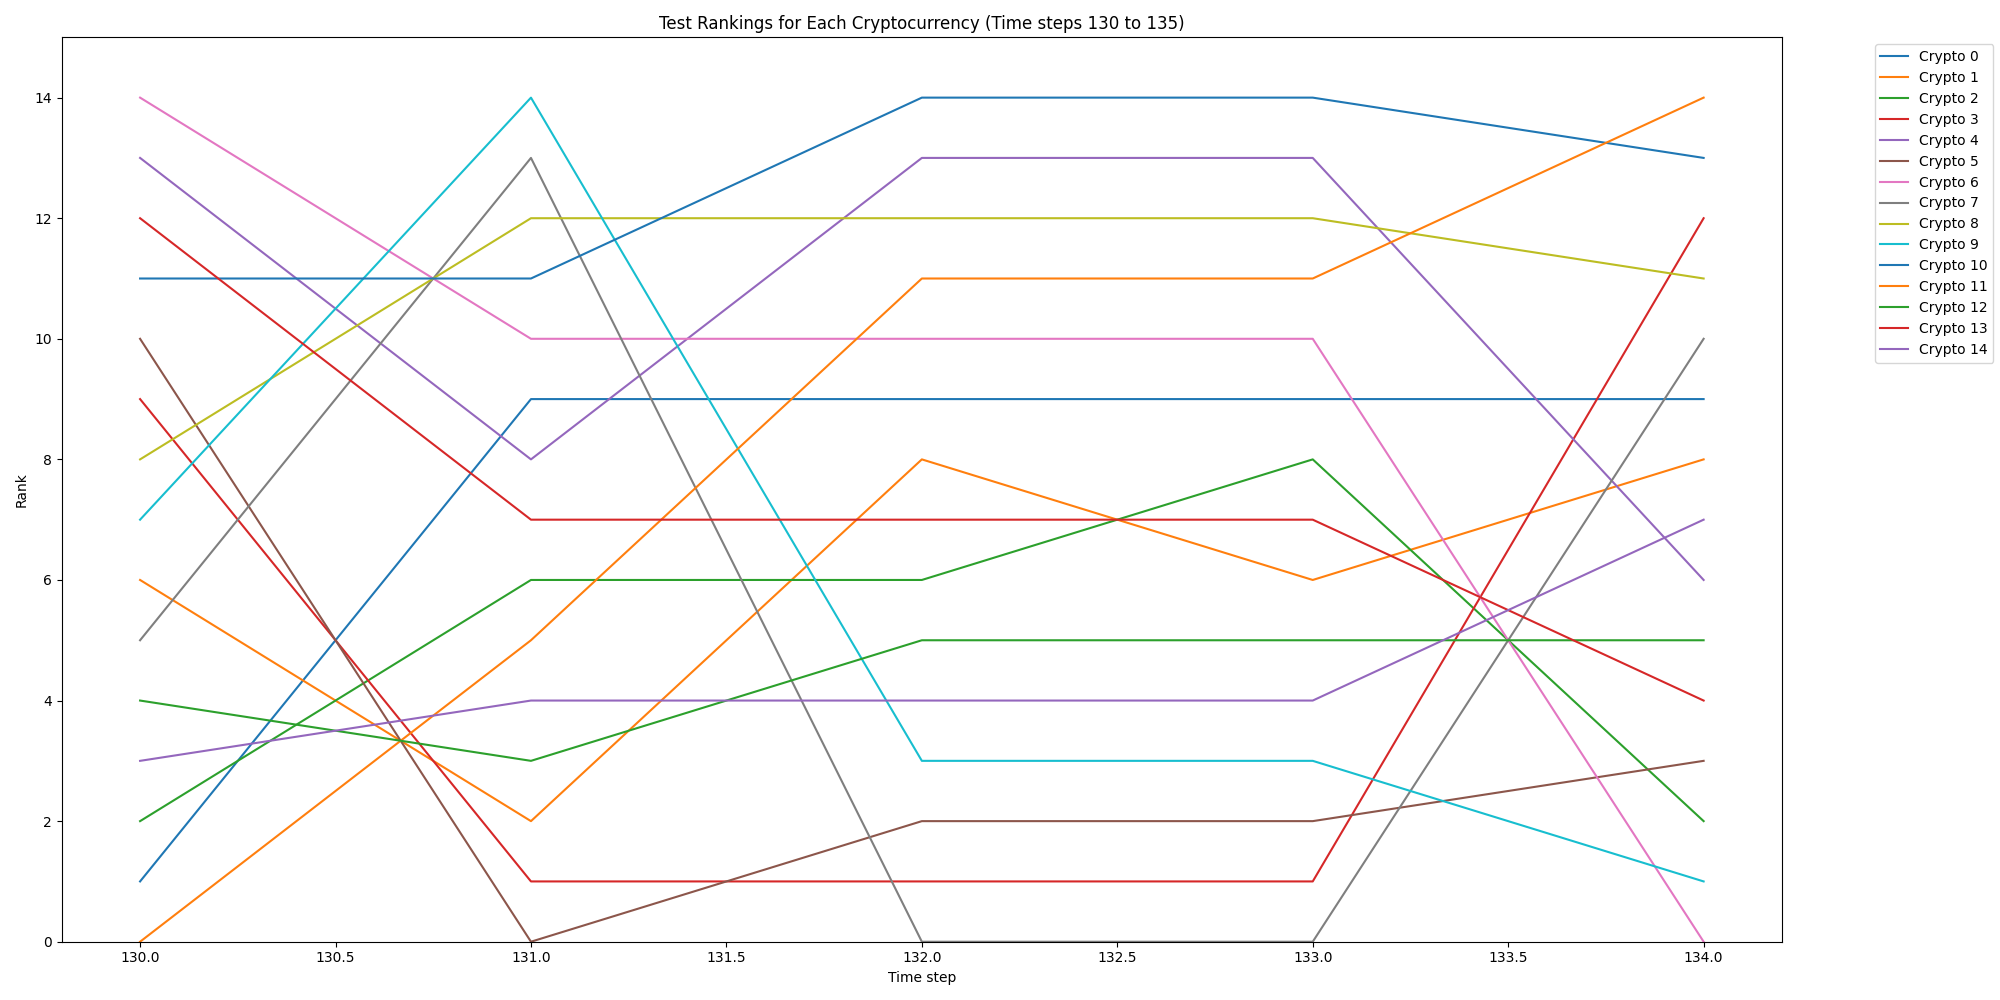 Test Rankings for Each Cryptocurrency (Time steps 130 to 135)
14
12
10
8
6
4
2
0
Rank
130.0 130.5 131.0 131.5 132.0 132.5 133.0 133.5 134.0
Time step
Crypto 0
Crypto 1
Crypto 2
Crypto 3
Crypto 4
Crypto 5
Crypto 6
Crypto 7
Crypto 8
Crypto 9
Crypto 10
Crypto 11
Crypto 12
Crypto 13
Crypto 14